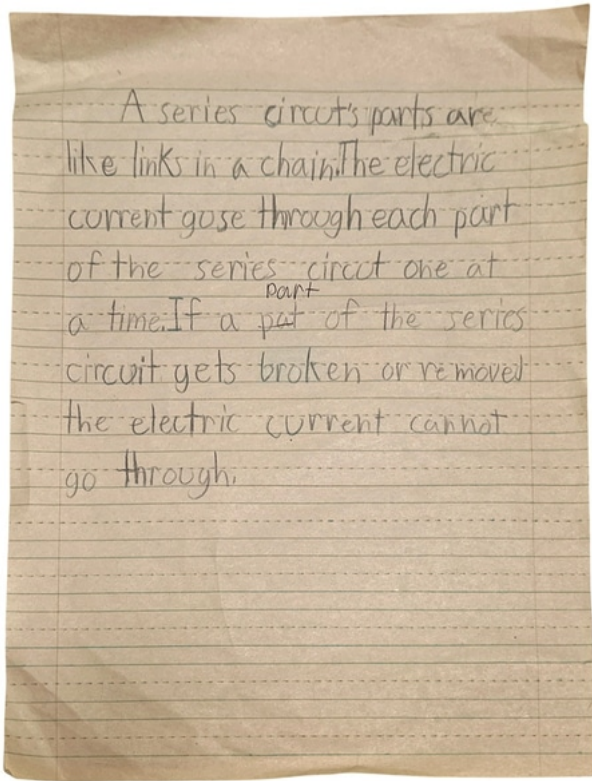 A series circut's parts are
like links in a chain.The electric
current gose through each part
of the series circut one at
part
a time.If a pat of the series
circuit gets broken or removed
the electric current cannot
go through.